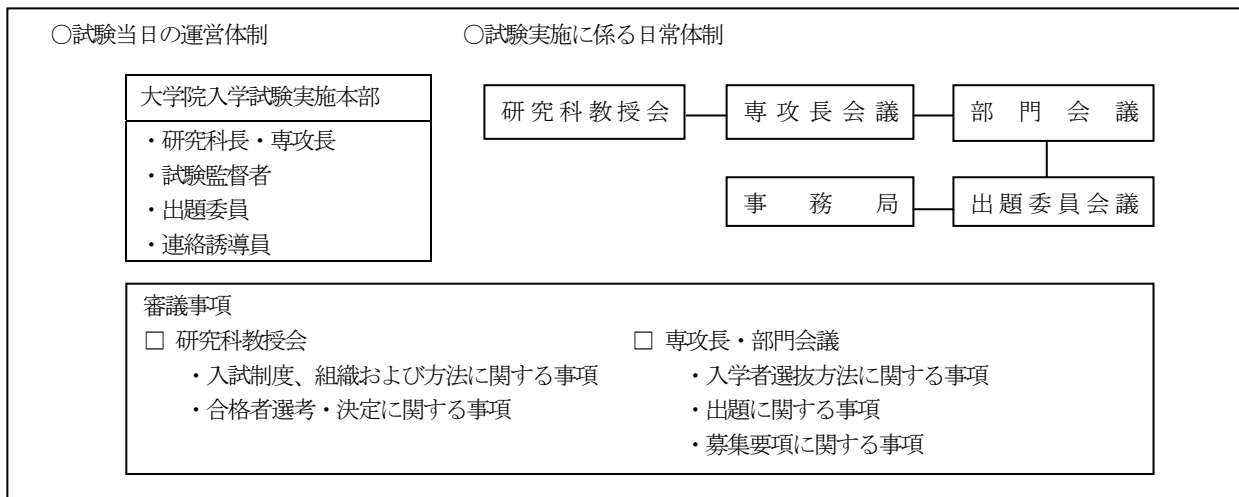 ○試験当日の運営体制
○試験実施に係る日常体制
大学院入学試験実施本部
・研究科長・専攻長
・試験監督者
・出題委員
・連絡誘導員
研究科教授会
専攻長会議
部門会議
事務局
出題委員会議
審議事項
□ 研究科教授会
・入試制度、組織および方法に関する事項
・合格者選考・決定に関する事項
□ 専攻長・部門会議
・入学者選抜方法に関する事項
・出題に関する事項
・募集要項に関する事項